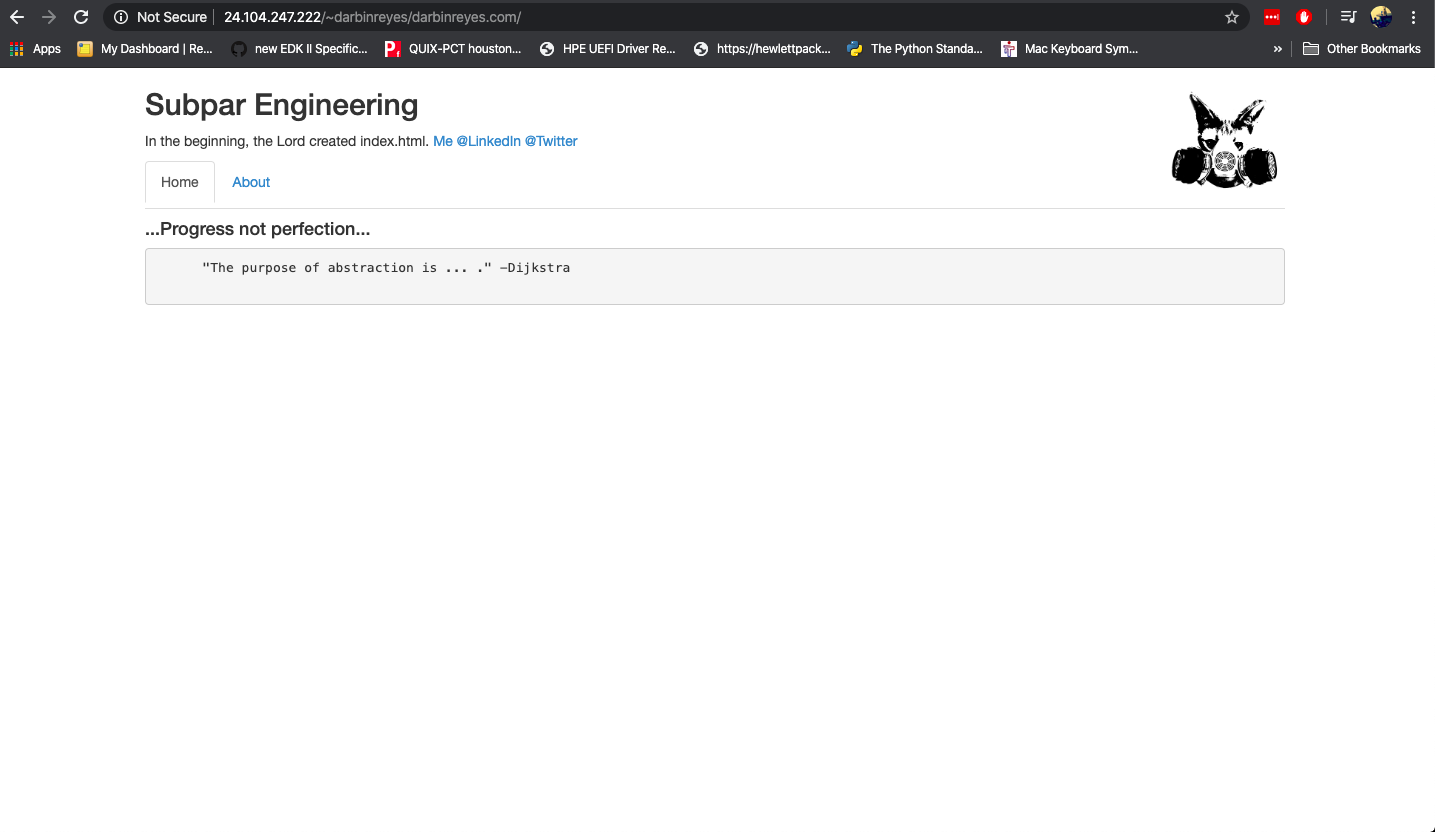 Not Secure 24.104.247.222/~darbinreyes/darbinreyes.com/
Apps My Dashboard | Re... new EDK II Specific... QUIX-PCT houston... HPE UEFI Driver Re... https://hewlettpack... The Python Standa... Mac Keyboard Sym... » Other Bookmarks
Subpar Engineering
In the beginning, the Lord created index.html. Me @LinkedIn @Twitter
Home About
...Progress not perfection...
"The purpose of abstraction is ... ." —Dijkstra